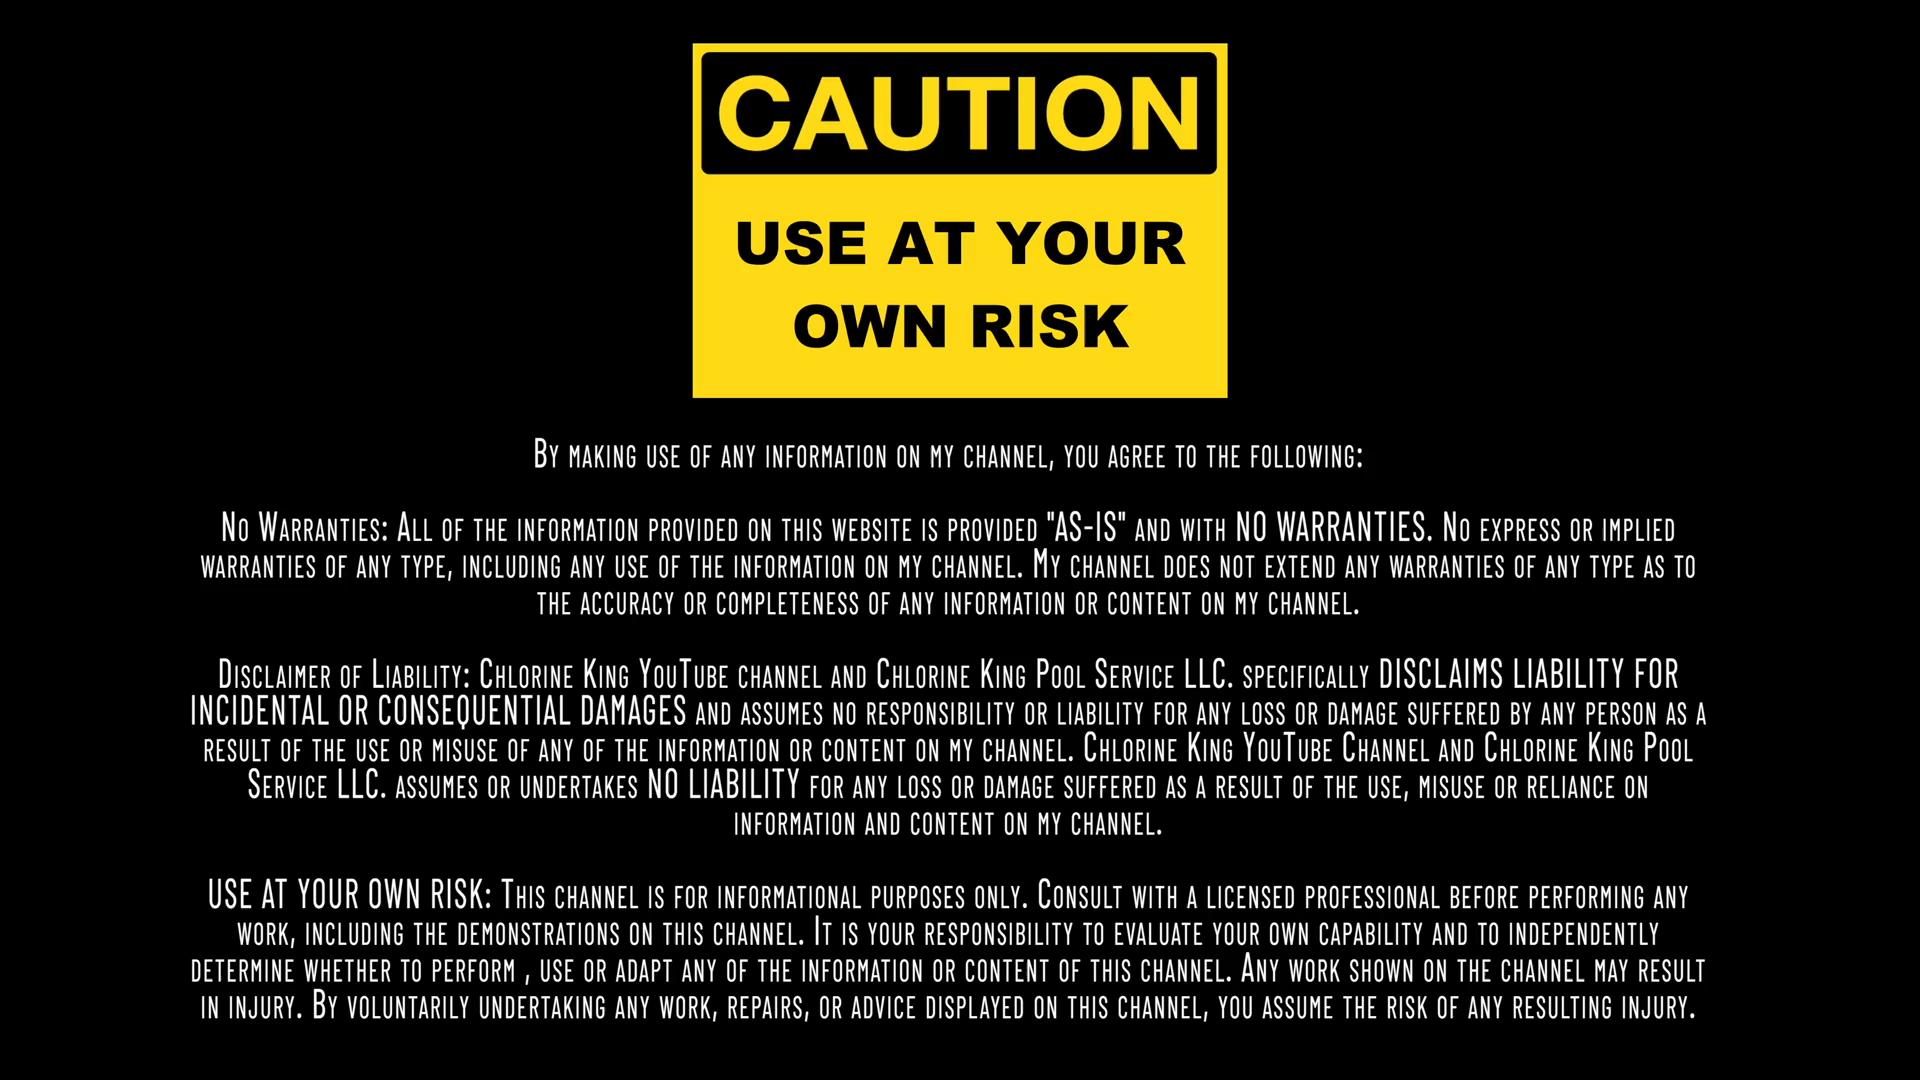 CAUTION
USE AT YOUR
OWN RISK
By making use of any information on my channel, you agree to the following:
No Warranties: All of the information provided on this website is provided "AS-IS" and with NO WARRANTIES. No express or implied
warranties of any type, including any use of the information on my channel. My channel does not extend any warranties of any type as to
the accuracy or completeness of any information or content on my channel.
Disclaimer of Liability: Chlorine King YouTube channel and Chlorine King Pool Service LLC. specifically DISCLAIMS LIABILITY FOR
INCIDENTAL OR CONSEQUENTIAL DAMAGES and assumes no responsibility or liability for any loss or damage suffered by any person as a
result of the use or misuse of any of the information or content on my channel. Chlorine King YouTube Channel and Chlorine King Pool
Service LLC. assumes or undertakes NO LIABILITY for any loss or damage suffered as a result of the use, misuse or reliance on
information and content on my channel.
USE AT YOUR OWN RISK: This channel is for informational purposes only. Consult with a licensed professional before performing any
work, including the demonstrations on this channel. It is your responsibility to evaluate your own capability and to independently
determine whether to perform , use or adapt any of the information or content of this channel. Any work shown on the channel may result
in injury. By voluntarily undertaking any work, repairs, or advice displayed on this channel, you assume the risk of any resulting injury.